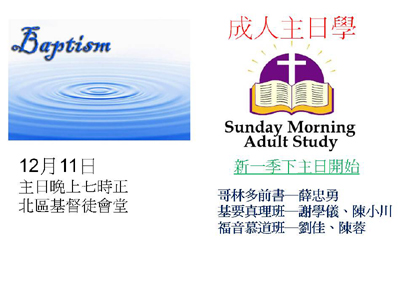 Baptism
12月11日
主日晚上七時正
北區基督徒會堂
成人主日學
Sunday Morning
Adult Study
新一季下主日開始
哥林多前書—薛忠勇
基要真理班—謝學儀、陳小川
福音慕道班—劉佳、陳蓉